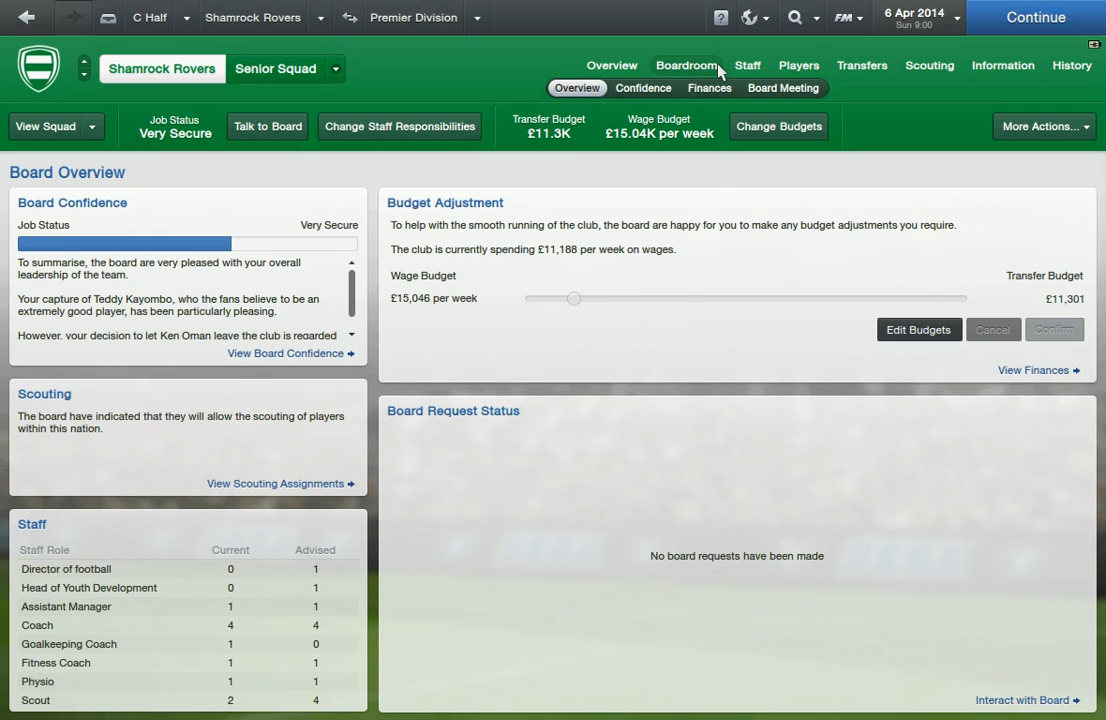 C Half
Shamrock Rovers
Premier Division
?
FM
6 Apr 2014
Sun 9:00
Continue
Shamrock Rovers
Senior Squad
Overview
Boardroom
Staff
Players
Transfers
Scouting
Information
History
Overview
Confidence
Finances
Board Meeting
View Squad
Job Status
Very Secure
Talk to Board
Change Staff Responsibilities
Transfer Budget
£11.3K
Wage Budget
£15.04K per week
Change Budgets
More Actions...
Board Overview
Board Confidence
Job Status
Very Secure
To summarise, the board are very pleased with your overall
leadership of the team.
Your capture of Teddy Kayombo, who the fans believe to be an
extremely good player, has been particularly pleasing.
However, your decision to let Ken Oman leave the club is regarded
View Board Confidence
Budget Adjustment
To help with the smooth running of the club, the board are happy for you to make any budget adjustments you require.
The club is currently spending £11,188 per week on wages.
Wage Budget
Transfer Budget
£15,046 per week
£11,301
Edit Budgets
Cancel
Confirm
View Finances
Scouting
The board have indicated that they will allow the scouting of players
within this nation.
View Scouting Assignments
Board Request Status
No board requests have been made
Interact with Board
Staff
Staff Role Current Advised
Director of football 0 1
Head of Youth Development 0 1
Assistant Manager 1 1
Coach 4 4
Goalkeeping Coach 1 0
Fitness Coach 1 1
Physio 1 1
Scout 2 4